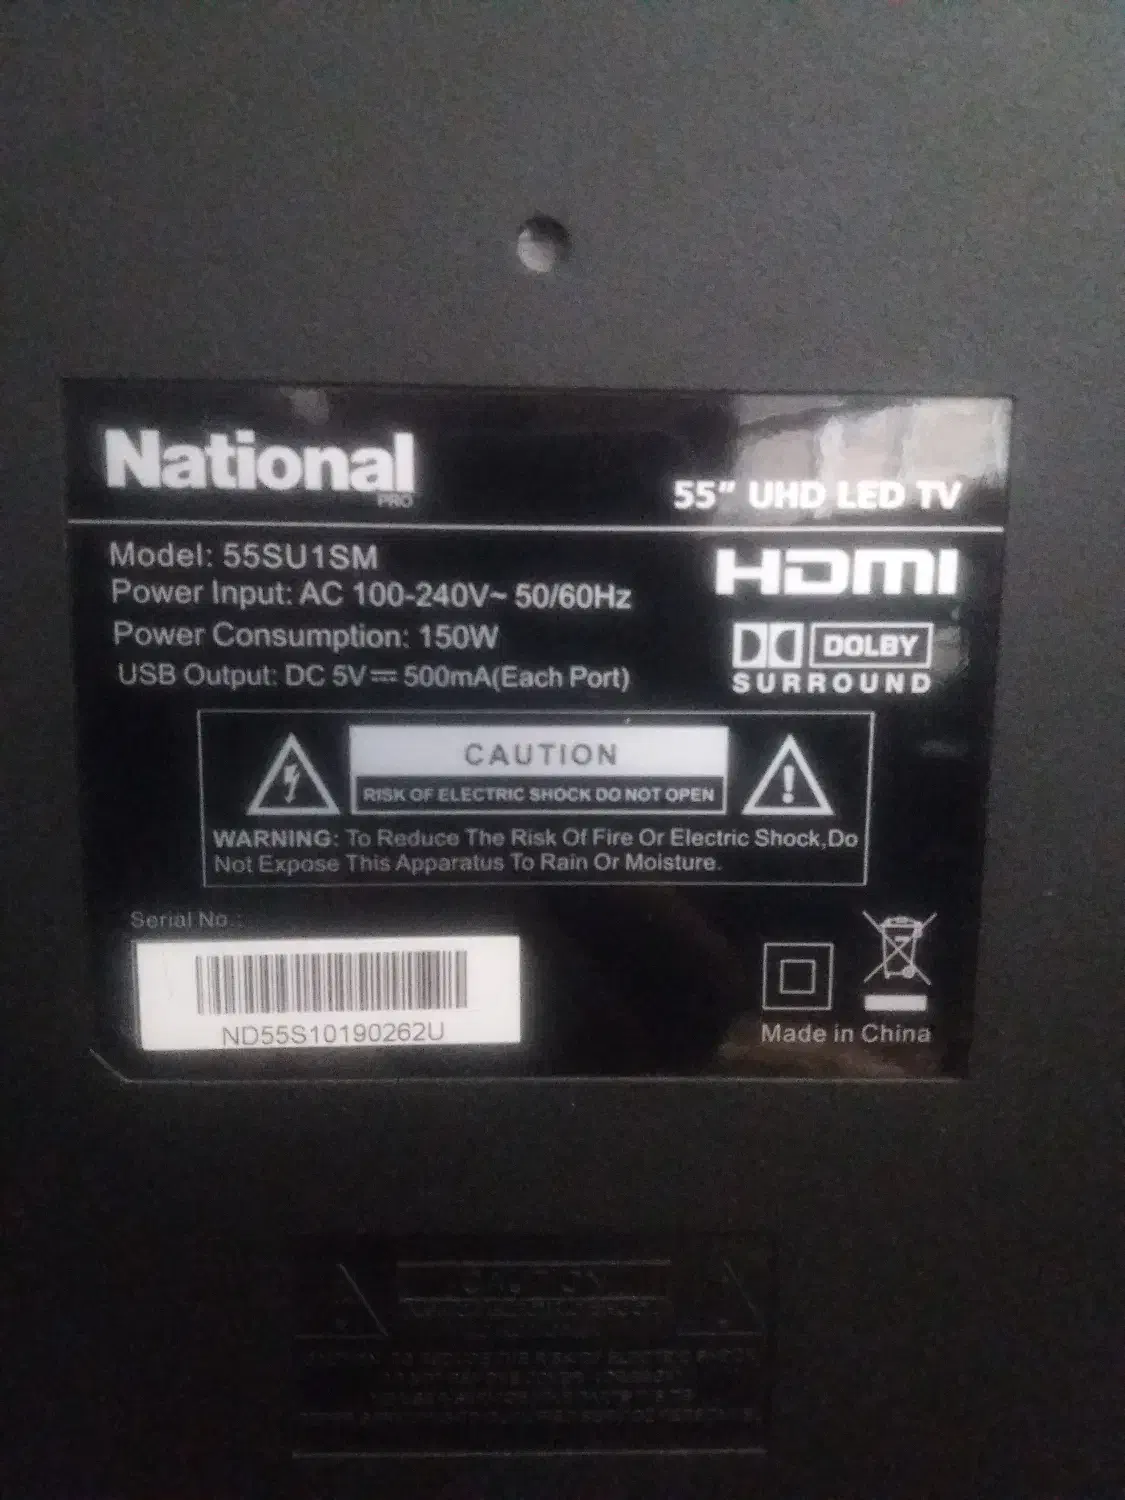 National
PRO
55" UHD LED TV
Model: 55SU1SM
Power Input: AC 100-240V~ 50/60Hz
Power Consumption: 150W
USB Output: DC 5V⎓500mA(Each Port)
HDMI
DOLBY
SURROUND
CAUTION
RISK OF ELECTRIC SHOCK DO NOT OPEN
WARNING: To Reduce The Risk Of Fire Or Electric Shock,Do
Not Expose This Apparatus To Rain Or Moisture.
Serial No.:
ND55S10190262U
Made in China
CAUTION